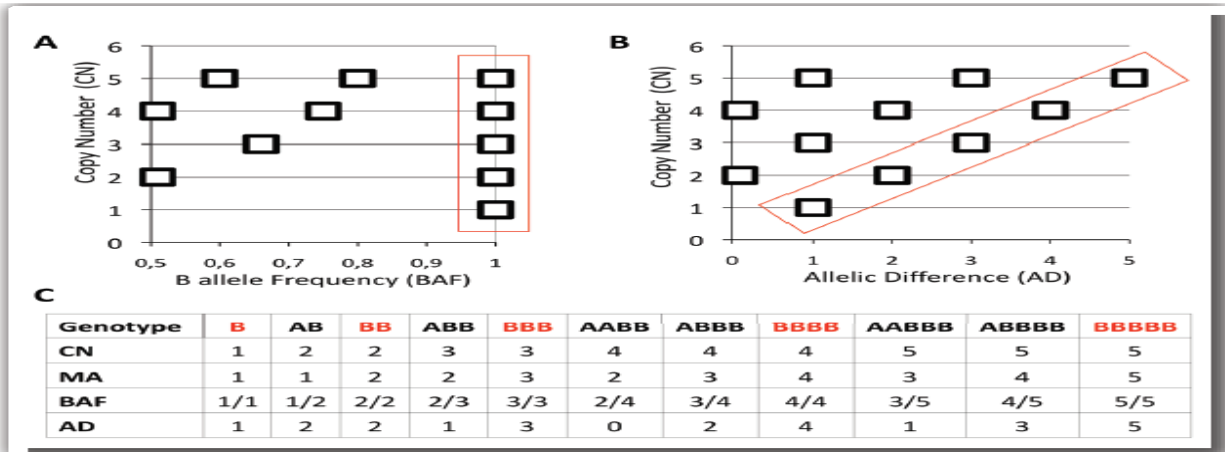 A
B
6
5
4
3
2
1
0
Copy Number (CN)
0,5 0,6 0,7 0,8 0,9 1
B allele Frequency (BAF)
6
5
4
3
2
1
0
Copy Number (CN)
0 1 2 3 4 5
Allelic Difference (AD)
C
Genotype B AB BB ABB BBB AABB ABBB BBBB AABBB ABBBB BBBBB
CN 1 2 2 3 3 4 4 4 5 5 5
MA 1 1 2 2 3 2 3 4 3 4 5
BAF 1/1 1/2 2/2 2/3 3/3 2/4 3/4 4/4 3/5 4/5 5/5
AD 1 2 2 1 3 0 2 4 1 3 5